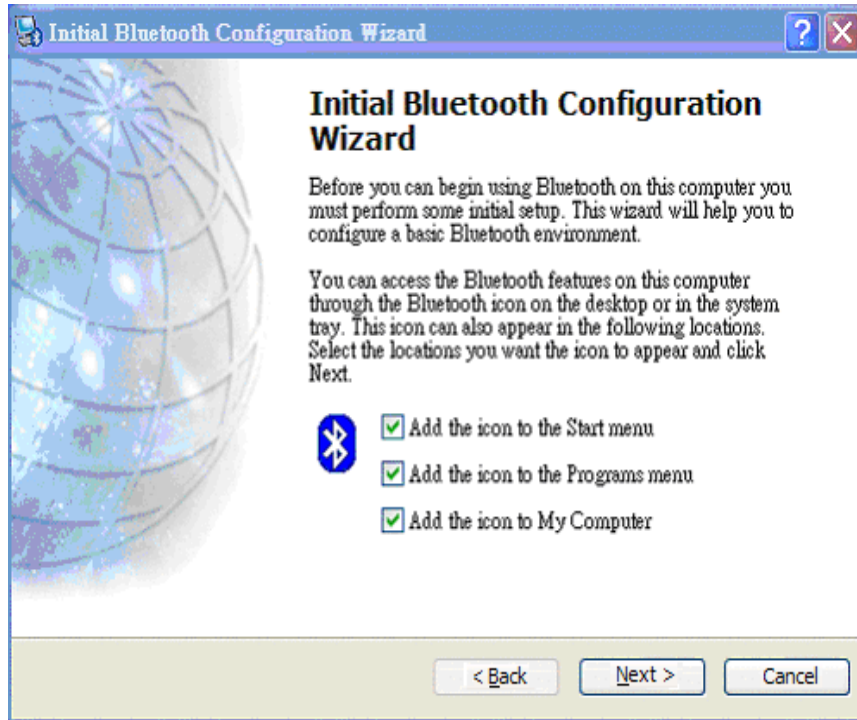 Initial Bluetooth Configuration Wizard
?
Initial Bluetooth Configuration
Wizard
Before you can begin using Bluetooth on this computer you
must perform some initial setup. This wizard will help you to
configure a basic Bluetooth environment.
You can access the Bluetooth features on this computer
through the Bluetooth icon on the desktop or in the system
tray. This icon can also appear in the following locations.
Select the locations you want the icon to appear and click
Next.
Add the icon to the Start menu
Add the icon to the Programs menu
Add the icon to My Computer
< Back Next > Cancel